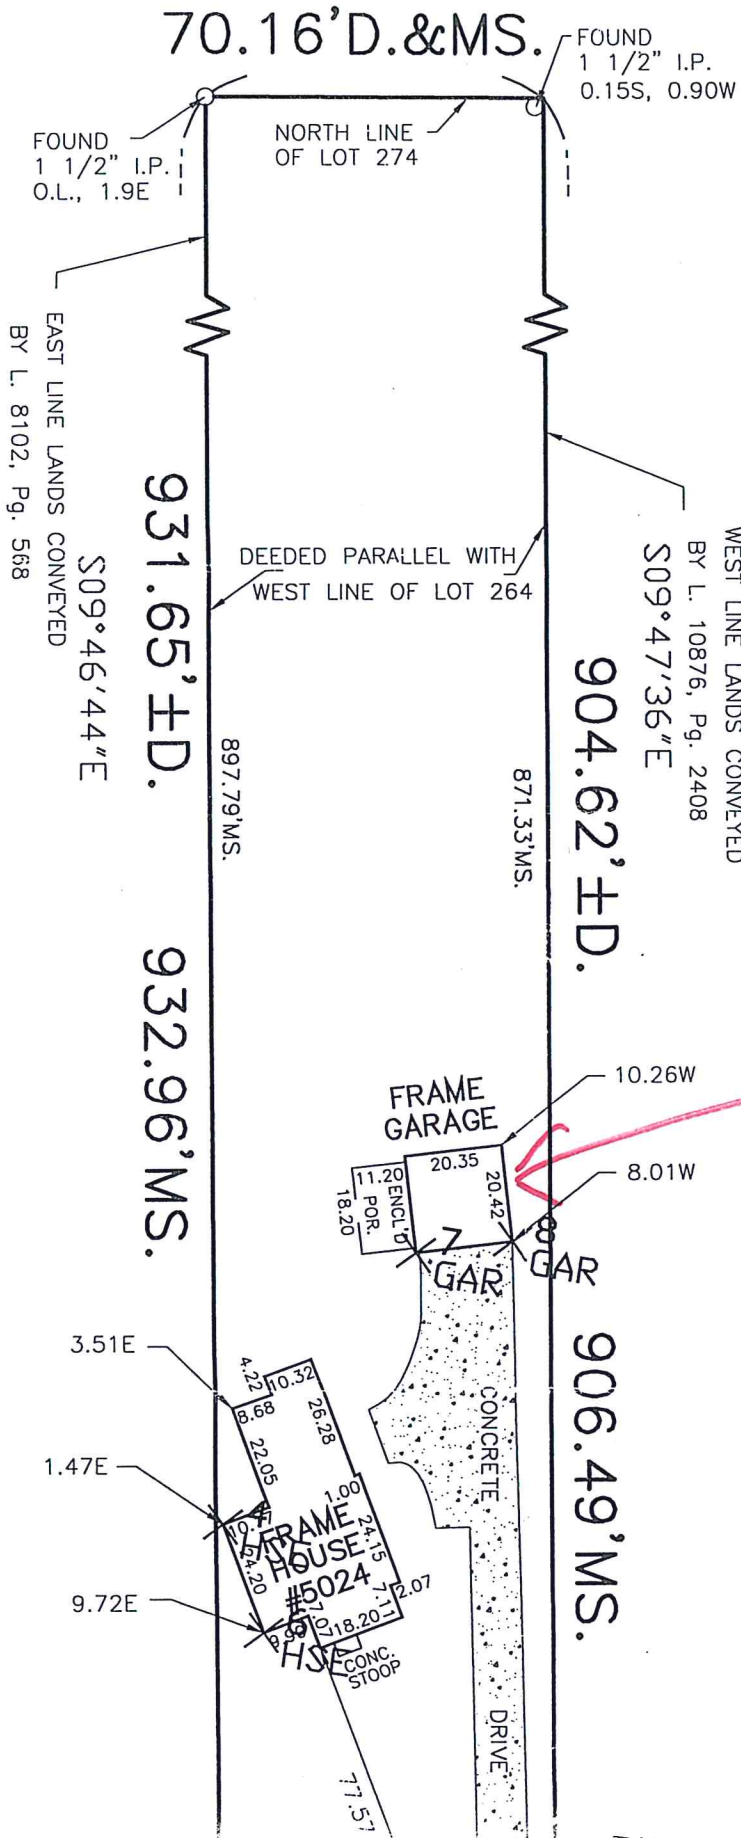 70.16'D.&MS.
FOUND
1 1/2" I.P.
0.15S, 0.90W
FOUND
1 1/2" I.P.
O.L., 1.9E
NORTH LINE
OF LOT 274
EAST LINE LANDS CONVEYED
BY L. 8102, Pg. 568
WEST LINE LANDS CONVEYED
BY L. 10876, Pg. 2408
S09°47'36"E
S09°46'44"E
DEEDED PARALLEL WITH
WEST LINE OF LOT 264
931.65'±D.
904.62'±D.
897.79'MS.
871.33'MS.
932.96'MS.
906.49'MS.
FRAME
GARAGE
10.26W
20.35
20.42
8.01W
11.20
ENCL'D
POR.
18.20
7
GAR
8
GAR
3.51E
4.22
10.32
8.68
26.28
22.05
1.47E
1.00
24.15
FRAME
HOUSE
#5024
24.20
9.72E
2.07
7.11
7.07
18.20
HSE
CONC.
STOOP
CONCRETE
DRIVE
77.57